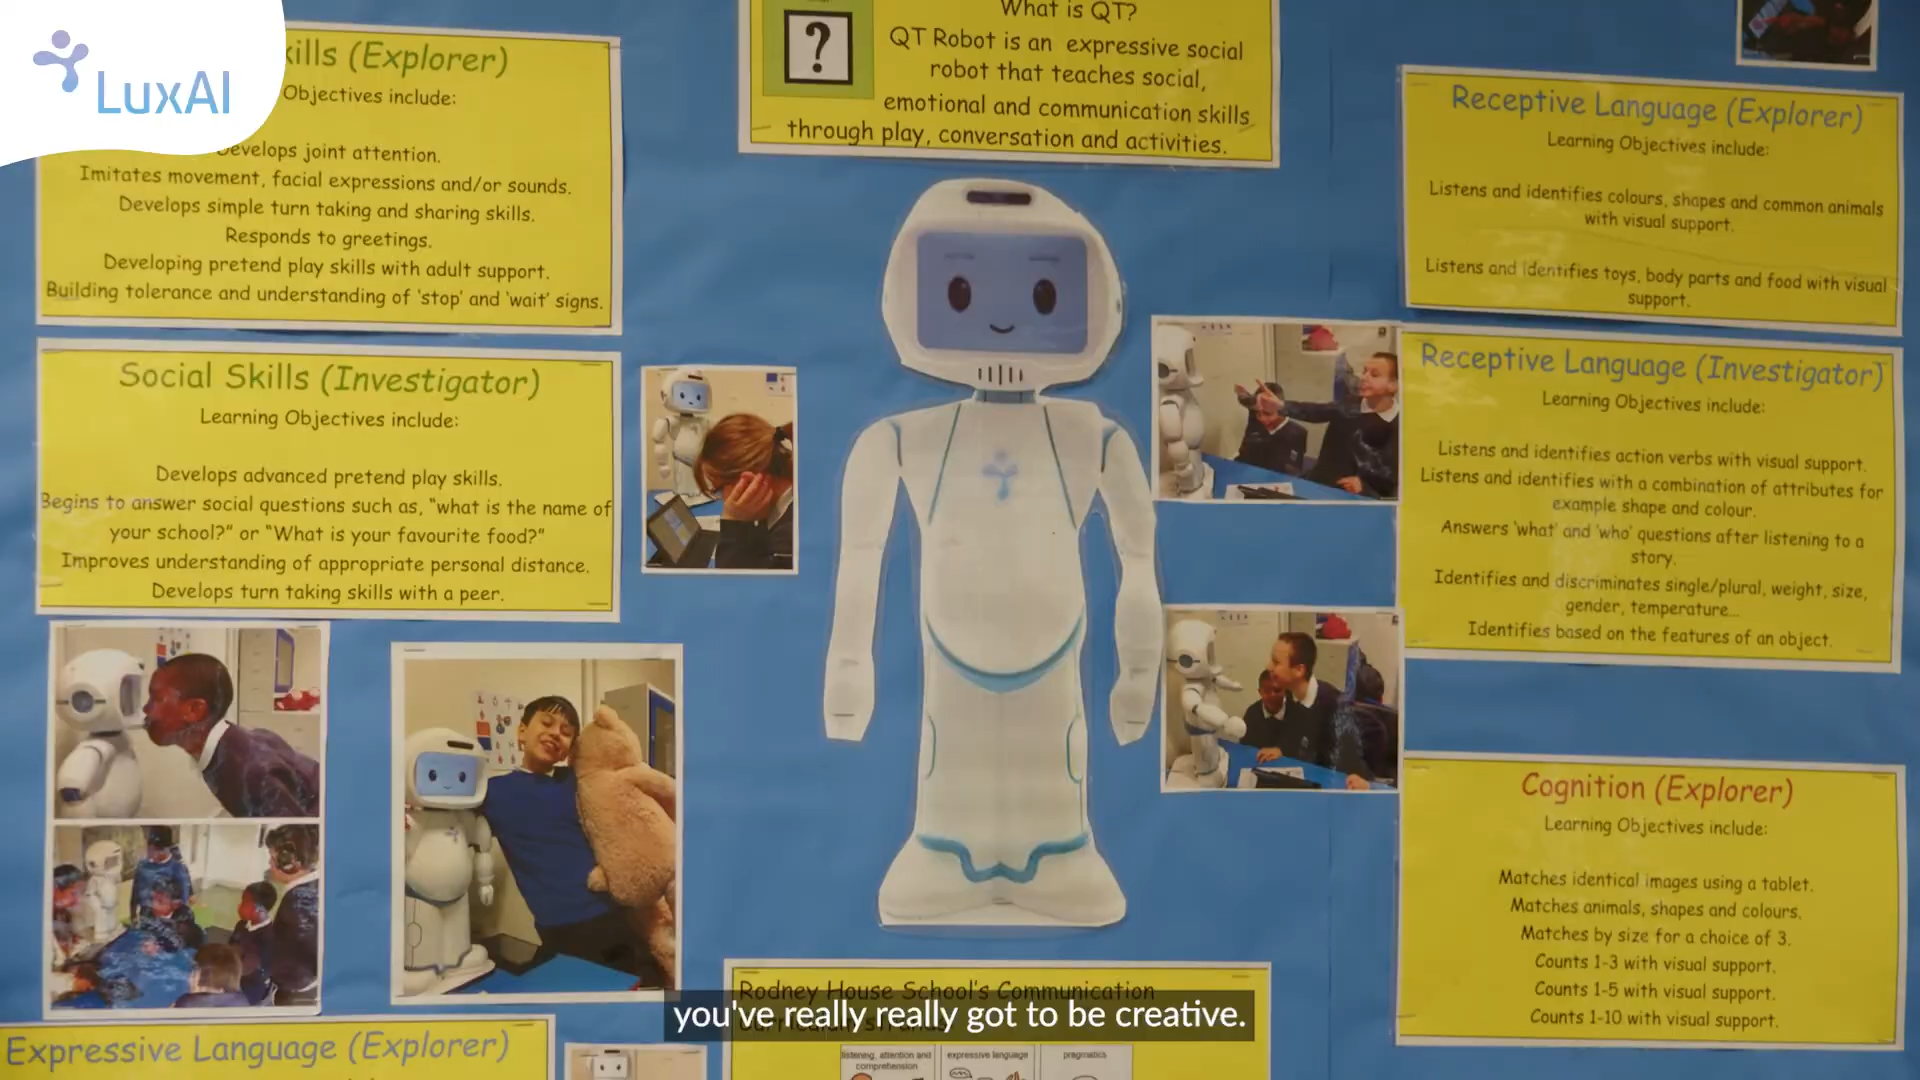 LuxAI
kills (Explorer)
Objectives include:
Develops joint attention.
Imitates movement, facial expressions and/or sounds.
Develops simple turn taking and sharing skills.
Responds to greetings.
Developing pretend play skills with adult support.
Building tolerance and understanding of 'stop' and 'wait' signs.
Social Skills (Investigator)
Learning Objectives include:
Develops advanced pretend play skills.
Begins to answer social questions such as, "what is the name of
your school?" or "What is your favourite food?"
Improves understanding of appropriate personal distance.
Develops turn taking skills with a peer.
Expressive Language (Explorer)
?
What is QT?
QT Robot is an expressive social
robot that teaches social,
emotional and communication skills
through play, conversation and activities.
Rodney House School's Communication
listening, attention and
comprehension
expressive language
pragmatics
Receptive Language (Explorer)
Learning Objectives include:
Listens and identifies colours, shapes and common animals
with visual support.
Listens and identifies toys, body parts and food with visual
support.
Receptive Language (Investigator)
Learning Objectives include:
Listens and identifies action verbs with visual support.
Listens and identifies with a combination of attributes for
example shape and colour.
Answers 'what' and 'who' questions after listening to a
story.
Identifies and discriminates single/plural, weight, size,
gender, temperature...
Identifies based on the features of an object.
Cognition (Explorer)
Learning Objectives include:
Matches identical images using a tablet.
Matches animals, shapes and colours.
Matches by size for a choice of 3.
Counts 1-3 with visual support.
Counts 1-5 with visual support.
Counts 1-10 with visual support.
you've really really got to be creative.